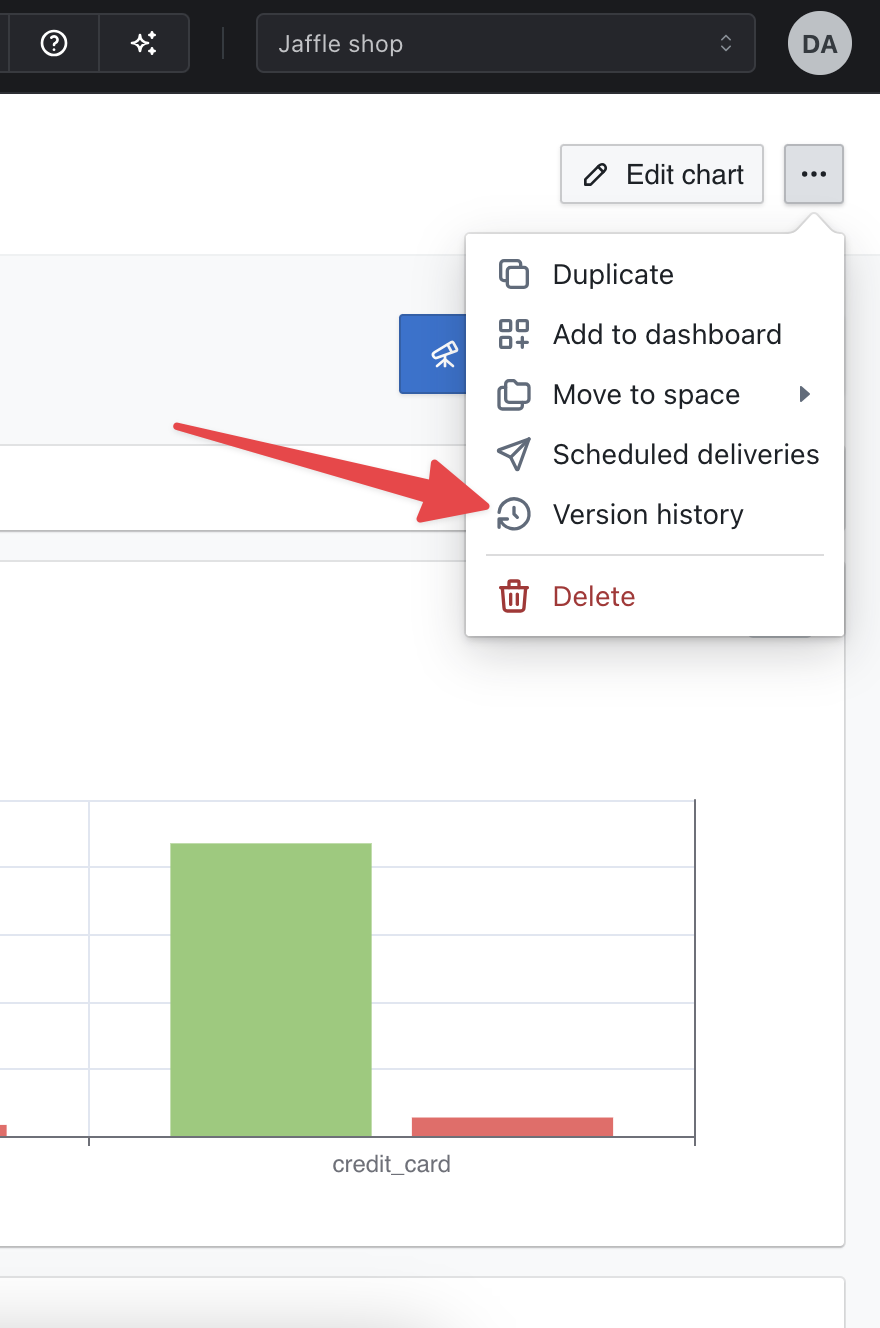 Jaffle shop
DA
Edit chart
Duplicate
Add to dashboard
Move to space
Scheduled deliveries
Version history
Delete
credit_card